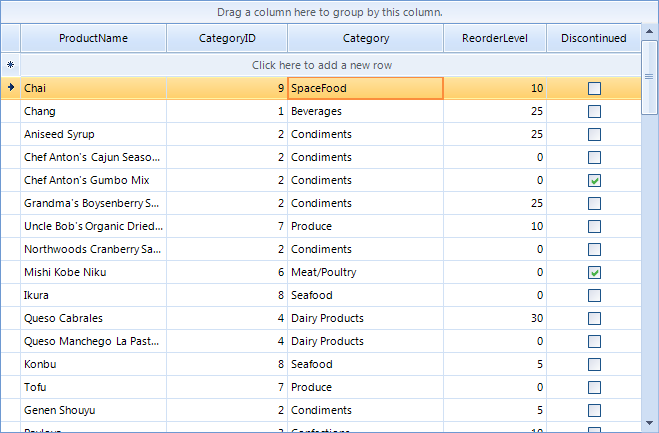 Drag a column here to group by this column.
ProductName CategoryID Category ReorderLevel Discontinued
Click here to add a new row
Chai 9 SpaceFood 10
Chang 1 Beverages 25
Aniseed Syrup 2 Condiments 25
Chef Anton's Cajun Seaso... 2 Condiments 0
Chef Anton's Gumbo Mix 2 Condiments 0
Grandma's Boysenberry S... 2 Condiments 25
Uncle Bob's Organic Dried... 7 Produce 10
Northwoods Cranberry Sa... 2 Condiments 0
Mishi Kobe Niku 6 Meat/Poultry 0
Ikura 8 Seafood 0
Queso Cabrales 4 Dairy Products 30
Queso Manchego La Past... 4 Dairy Products 0
Konbu 8 Seafood 5
Tofu 7 Produce 0
Genen Shouyu 2 Condiments 5